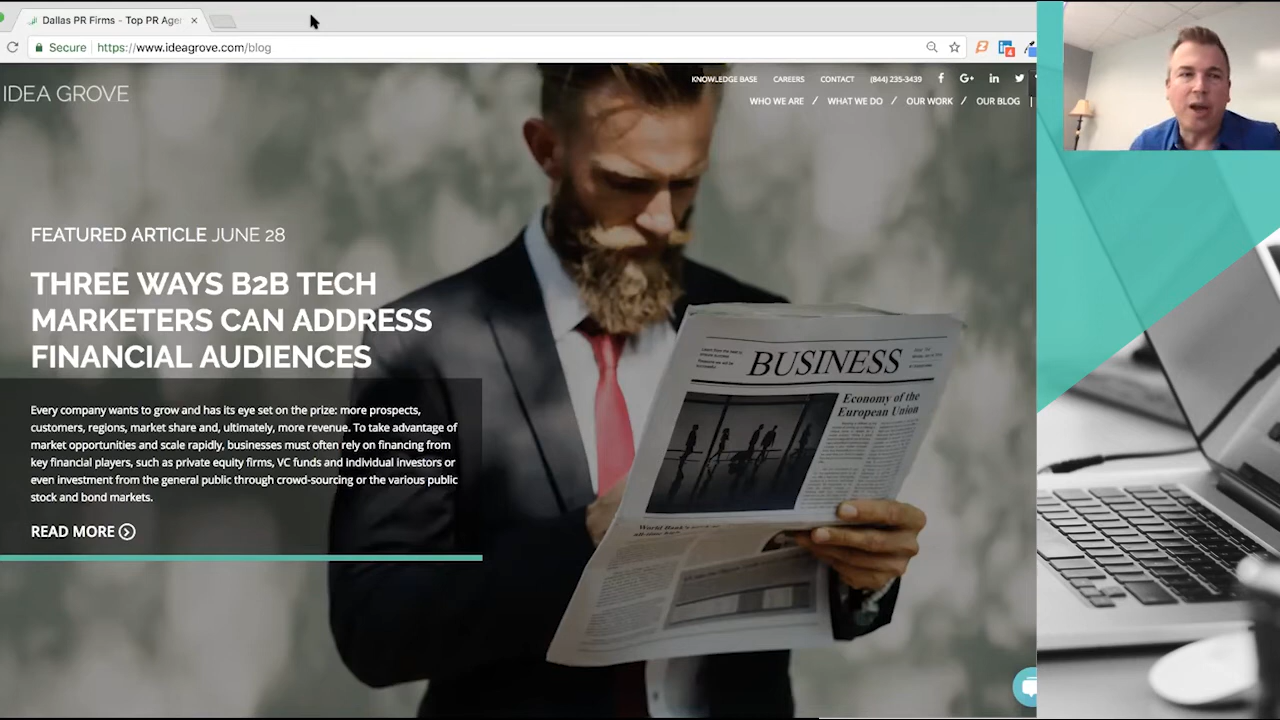 Dallas PR Firms - Top PR Agen
Secure
https://www.ideagrove.com/blog
4
IDEA GROVE
KNOWLEDGE BASE CAREERS CONTACT (844) 235-3439
WHO WE ARE / WHAT WE DO / OUR WORK / OUR BLOG |
FEATURED ARTICLE JUNE 28
THREE WAYS B2B TECH
MARKETERS CAN ADDRESS
FINANCIAL AUDIENCES
Every company wants to grow and has its eye set on the prize: more prospects,
customers, regions, market share and, ultimately, more revenue. To take advantage of
market opportunities and scale rapidly, businesses must often rely on financing from
key financial players, such as private equity firms, VC funds and individual investors or
even investment from the general public through crowd-sourcing or the various public
stock and bond markets.
READ MORE
BUSINESS
Economy of the
European Union